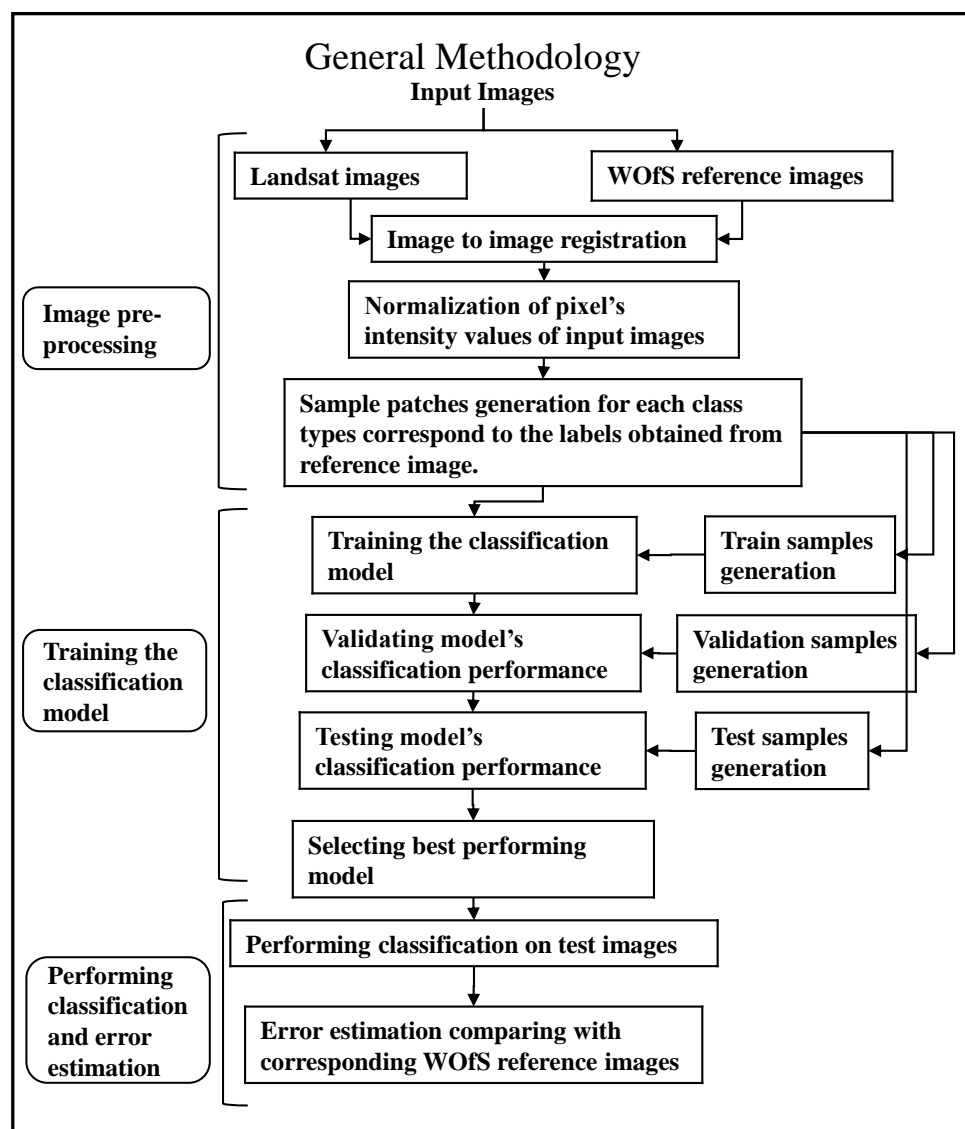 General Methodology
Input Images
Landsat images
WOfS reference images
Image to image registration
Normalization of pixel's
intensity values of input images
Image pre-
processing
Sample patches generation for each class
types correspond to the labels obtained from
reference image.
Training the classification
model
Train samples
generation
Validating model's
classification performance
Validation samples
generation
Training the
classification
model
Testing model's
classification performance
Test samples
generation
Selecting best performing
model
Performing classification on test images
Performing
classification
and error
estimation
Error estimation comparing with
corresponding WOfS reference images